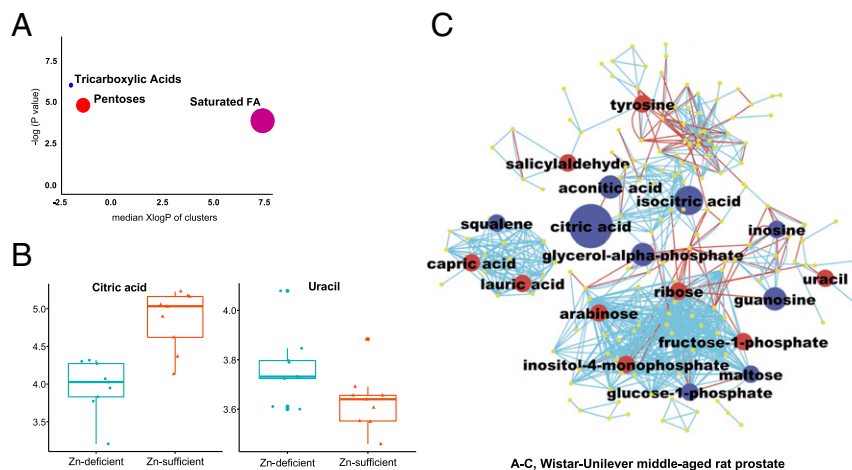 A
-log (P value)
7.5
5.0
2.5
0.0
Tricarboxylic Acids
Pentoses
Saturated FA
-2.5 0.0 2.5 5.0 7.5
median XlogP of clusters
B
Citric acid
5.0
4.5
4.0
3.5
Zn-deficient Zn-sufficient
Uracil
4.0
3.8
3.6
Zn-deficient Zn-sufficient
C
tyrosine
salicylaldehyde
aconitic acid
isocitric acid
squalene
citric acid
inosine
glycerol-alpha-phosphate
capric acid
uracil
lauric acid
ribose
guanosine
arabinose
fructose-1-phosphate
inositol-4-monophosphate
maltose
glucose-1-phosphate
A-C, Wistar-Unilever middle-aged rat prostate